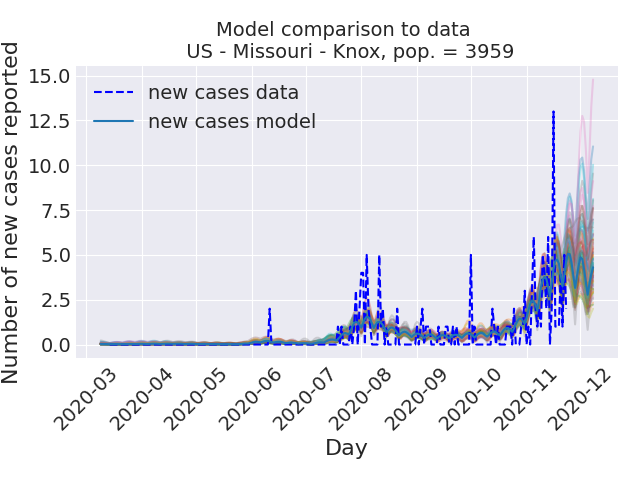 Model comparison to data
US - Missouri - Knox, pop. = 3959
new cases data
new cases model
Number of new cases reported
15.0
12.5
10.0
7.5
5.0
2.5
0.0
2020-03
2020-04
2020-05
2020-06
2020-07
2020-08
2020-09
2020-10
2020-11
2020-12
Day